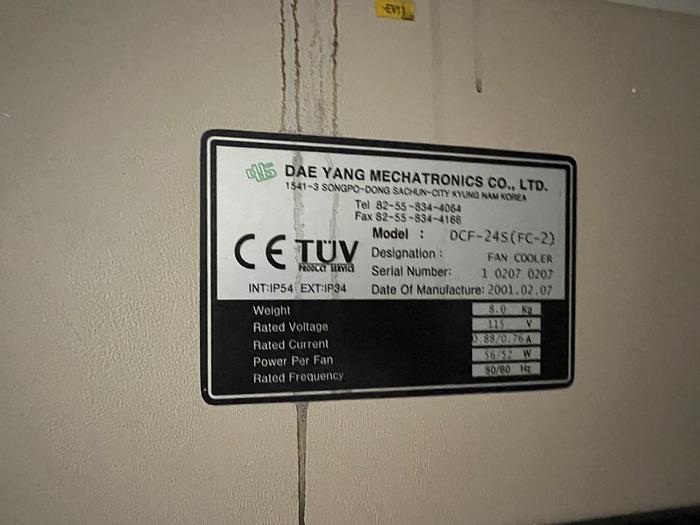 -EV11
DAE YANG MECHATRONICS CO., LTD.
1541-3 SONGPO-DONG SACHUN-CITY KYUNG NAM KOREA
Tel 82-55-834-4064
Fax 82-55-834-4166
CE TÜV
PRODUCT SERVICE
INT:IP54 EXT:IP34
Model : DCF-24S(FC-2)
Designation : FAN COOLER
Serial Number: 1 0207 0207
Date Of Manufacture: 2001.02.07
Weight 8.0 Kg
Rated Voltage 115 V
Rated Current 0.88/0.76 A
Power Per Fan 56/52 W
Rated Frequency 50/60 Hz